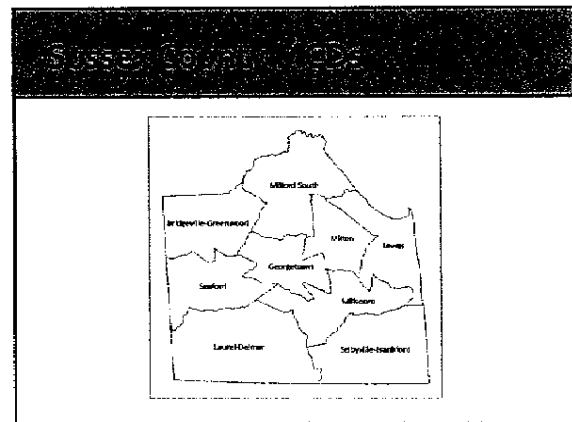 Sussex County CCDs
Milford South
Bridgeville-Greenwood
Milton
Lewes
Georgetown
Seaford
Millsboro
Laurel-Delmar
Selbyville-Frankford